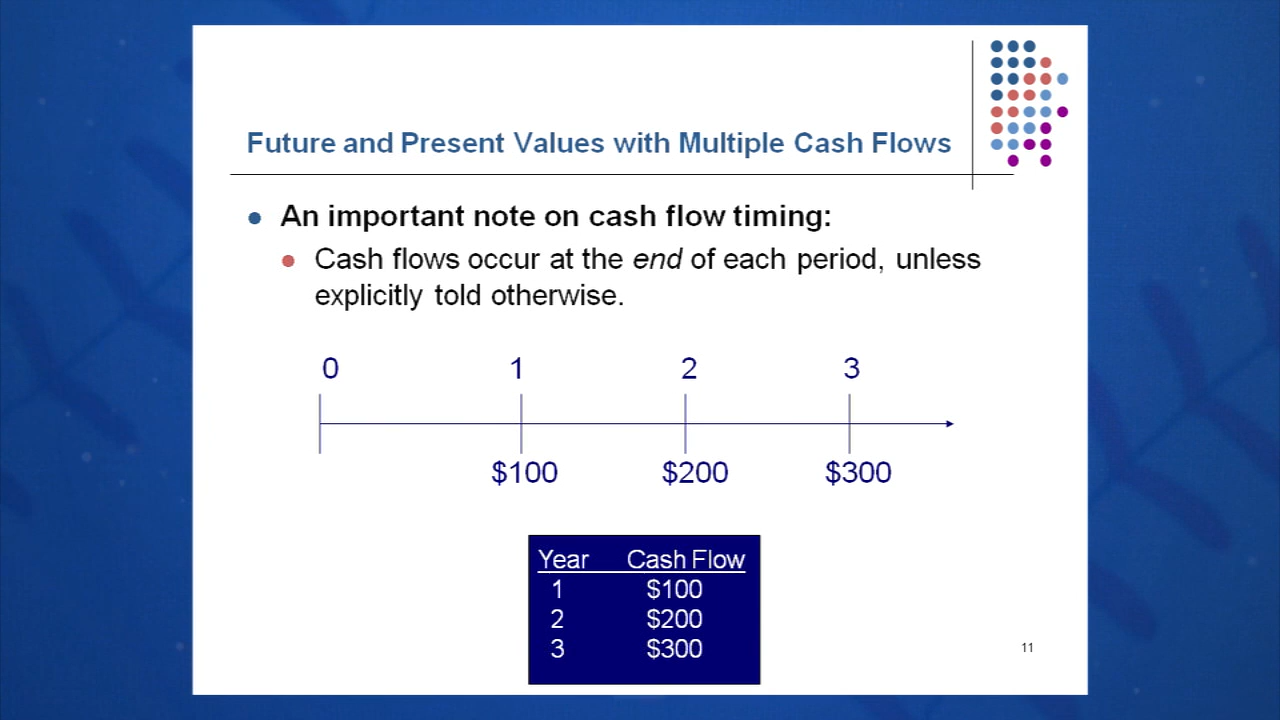 Future and Present Values with Multiple Cash Flows
An important note on cash flow timing:
Cash flows occur at the end of each period, unless
explicitly told otherwise.
0 1 2 3
$100 $200 $300
Year Cash Flow
1 $100
2 $200
3 $300
11